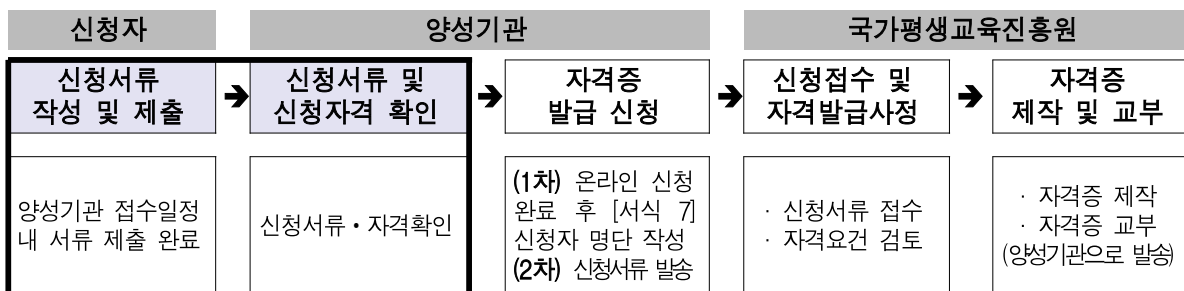 신청자
양성기관
국가평생교육진흥원
신청서류
작성 및 제출
➔
신청서류 및
신청자격 확인
➔
자격증
발급 신청
➔
신청접수 및
자격발급사정
➔
자격증
제작 및 교부
양성기관 접수일정
내 서류 제출 완료
신청서류・자격확인
(1차) 온라인 신청
완료 후 [서식 7]
신청자 명단 작성
(2차) 신청서류 발송
· 신청서류 접수
· 자격요건 검토
· 자격증 제작
· 자격증 교부
(양성기관으로 발송)